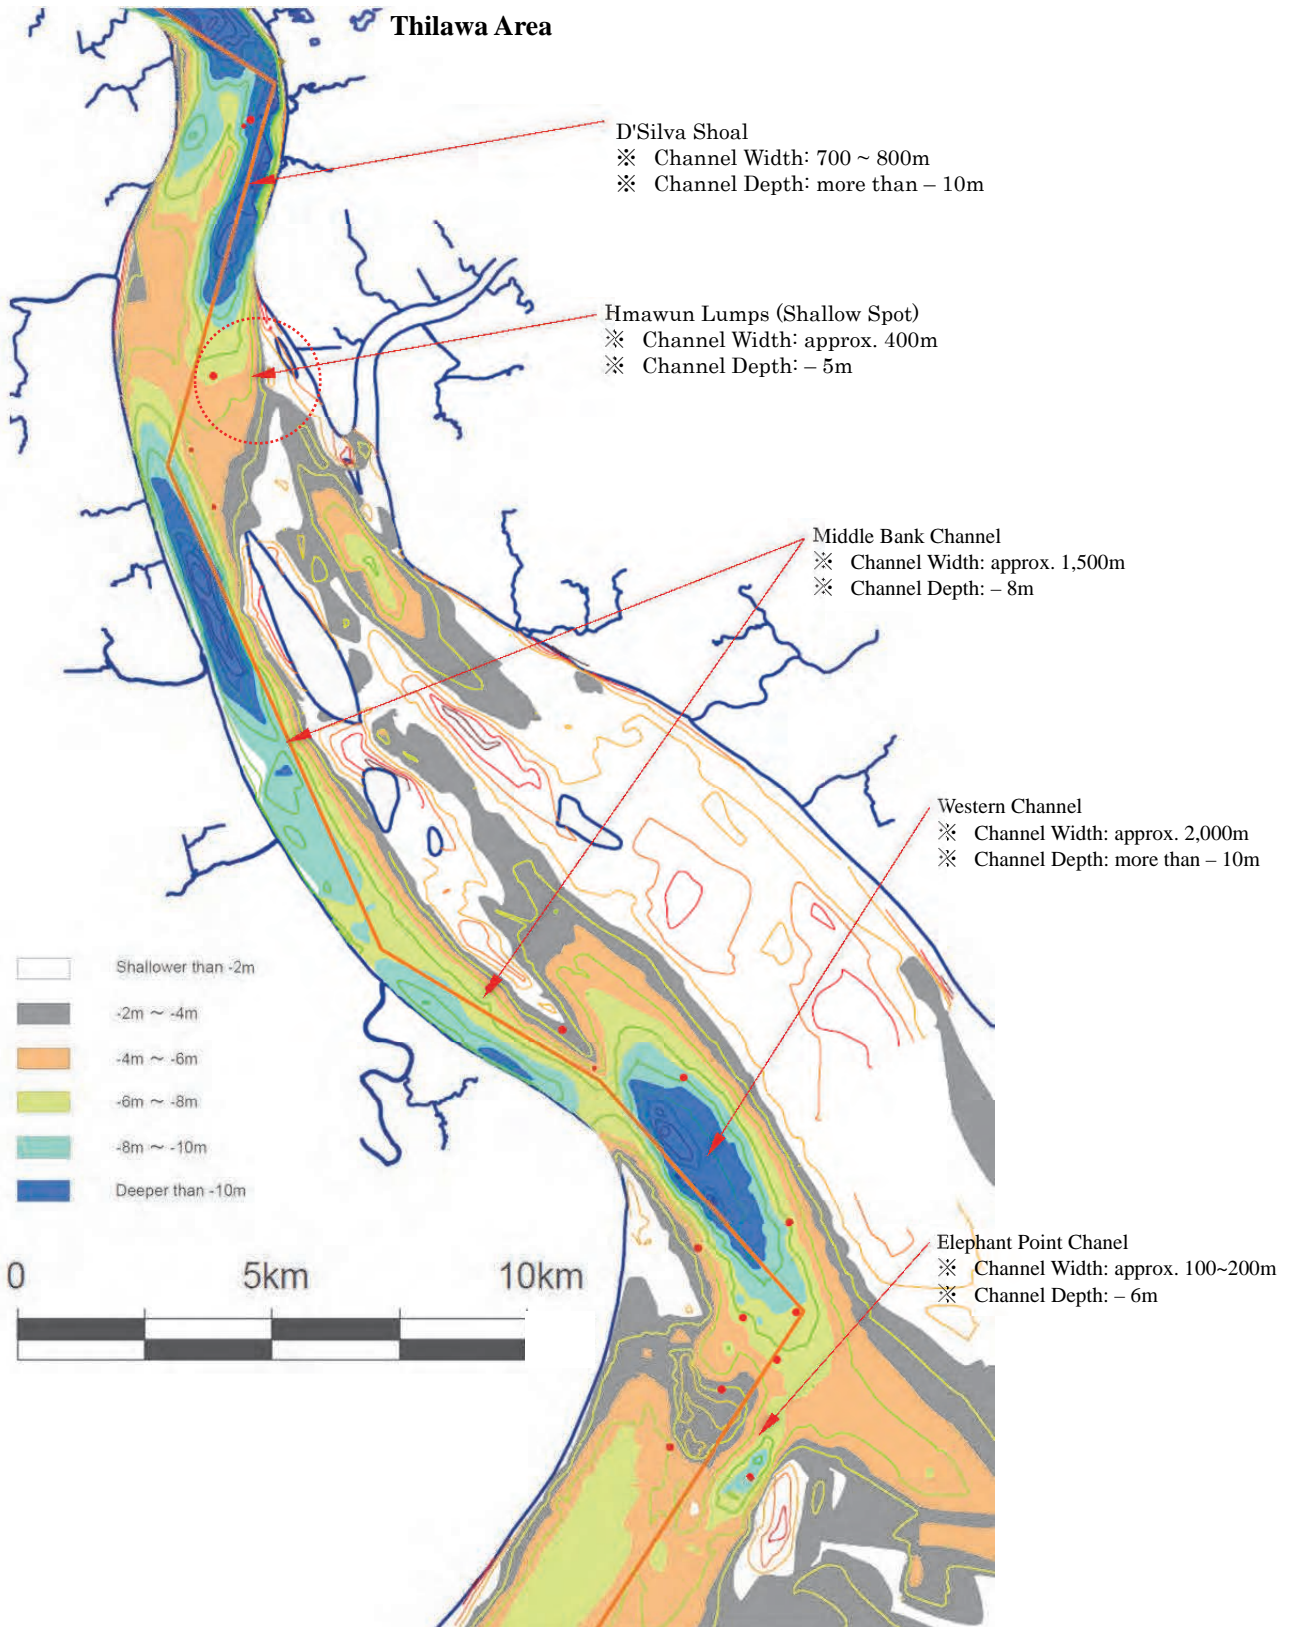 Thilawa Area
D'Silva Shoal
※ Channel Width: 700 ~ 800m
※ Channel Depth: more than – 10m
Hmawun Lumps (Shallow Spot)
※ Channel Width: approx. 400m
※ Channel Depth: – 5m
Middle Bank Channel
※ Channel Width: approx. 1,500m
※ Channel Depth: – 8m
Western Channel
※ Channel Width: approx. 2,000m
※ Channel Depth: more than – 10m
Shallower than -2m
-2m ～ -4m
-4m ～ -6m
-6m ～ -8m
-8m ～ -10m
Deeper than -10m
Elephant Point Chanel
※ Channel Width: approx. 100~200m
※ Channel Depth: – 6m
0 5km 10km